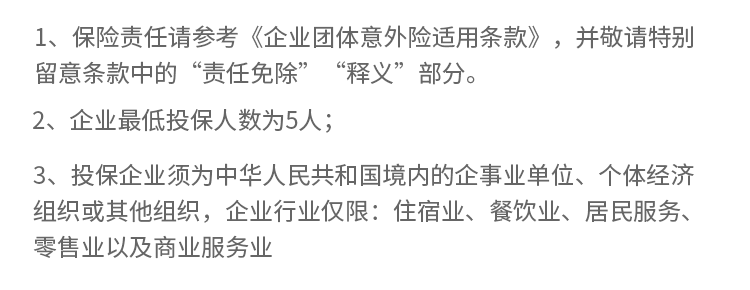 1、保险责任请参考《企业团体意外险适用条款》，并敬请特别
留意条款中的“责任免除”“释义”部分。
2、企业最低投保人数为5人；
3、投保企业须为中华人民共和国境内的企事业单位、个体经济
组织或其他组织，企业行业仅限：住宿业、餐饮业、居民服务、
零售业以及商业服务业